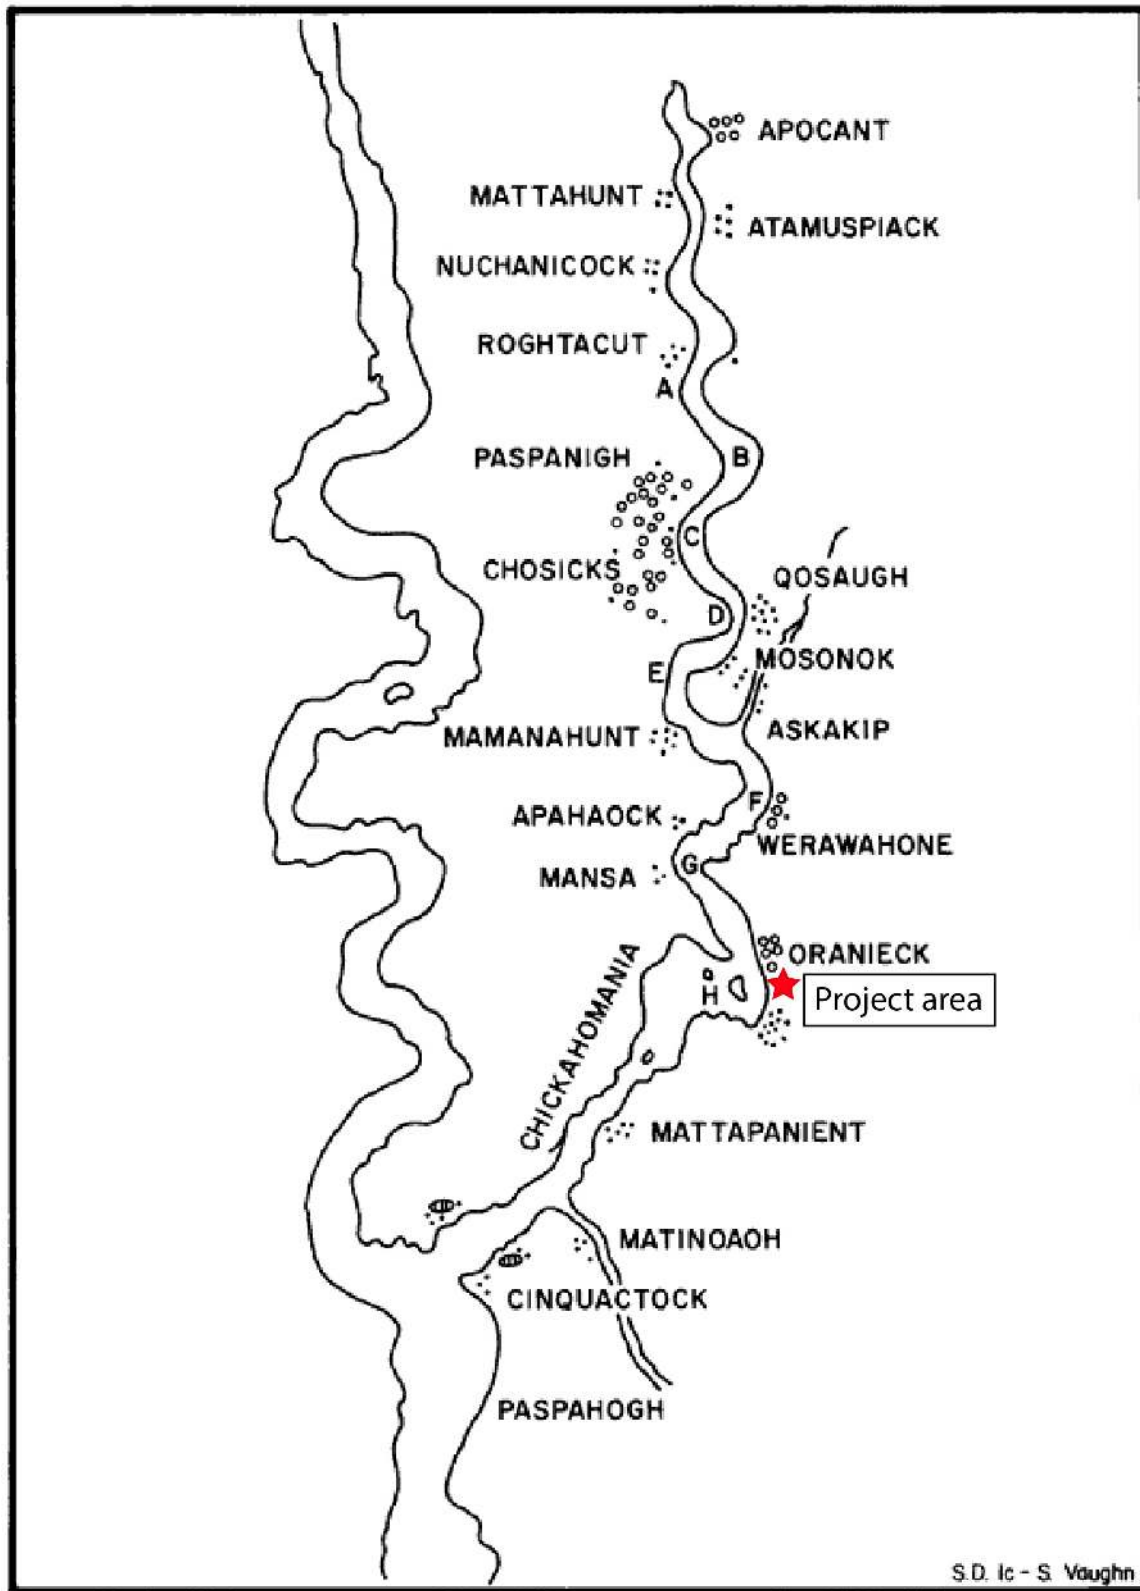 APOCANT
MATTAHUNT
ATAMUSPIACK
NUCHANICOCK
ROGHTACUT
A
PASPANIGH
B
C
CHOSICKS
QOSAUGH
D
MOSONOK
E
ASKAKIP
MAMANAHUNT
F
APAHAOCK
WERAWAHONE
G
MANSA
ORANIECK
H
Project area
CHICKAHOMANIA
MATTAPANIENT
MATINOAOH
CINQUACTOCK
PASPAHOGH
S.D. Ic - S. Vaughn